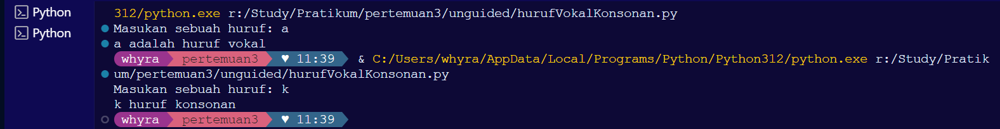 Python
Python
312/python.exe r:/Study/Pratikum/pertemuan3/unguided/hurufVokalKonsonan.py
Masukan sebuah huruf: a
a adalah huruf vokal
whyra pertemuan3 ♥ 11:39 & C:/Users/whyra/AppData/Local/Programs/Python/Python312/python.exe r:/Study/Pratik
um/pertemuan3/unguided/hurufVokalKonsonan.py
Masukan sebuah huruf: k
k huruf konsonan
whyra pertemuan3 ♥ 11:39